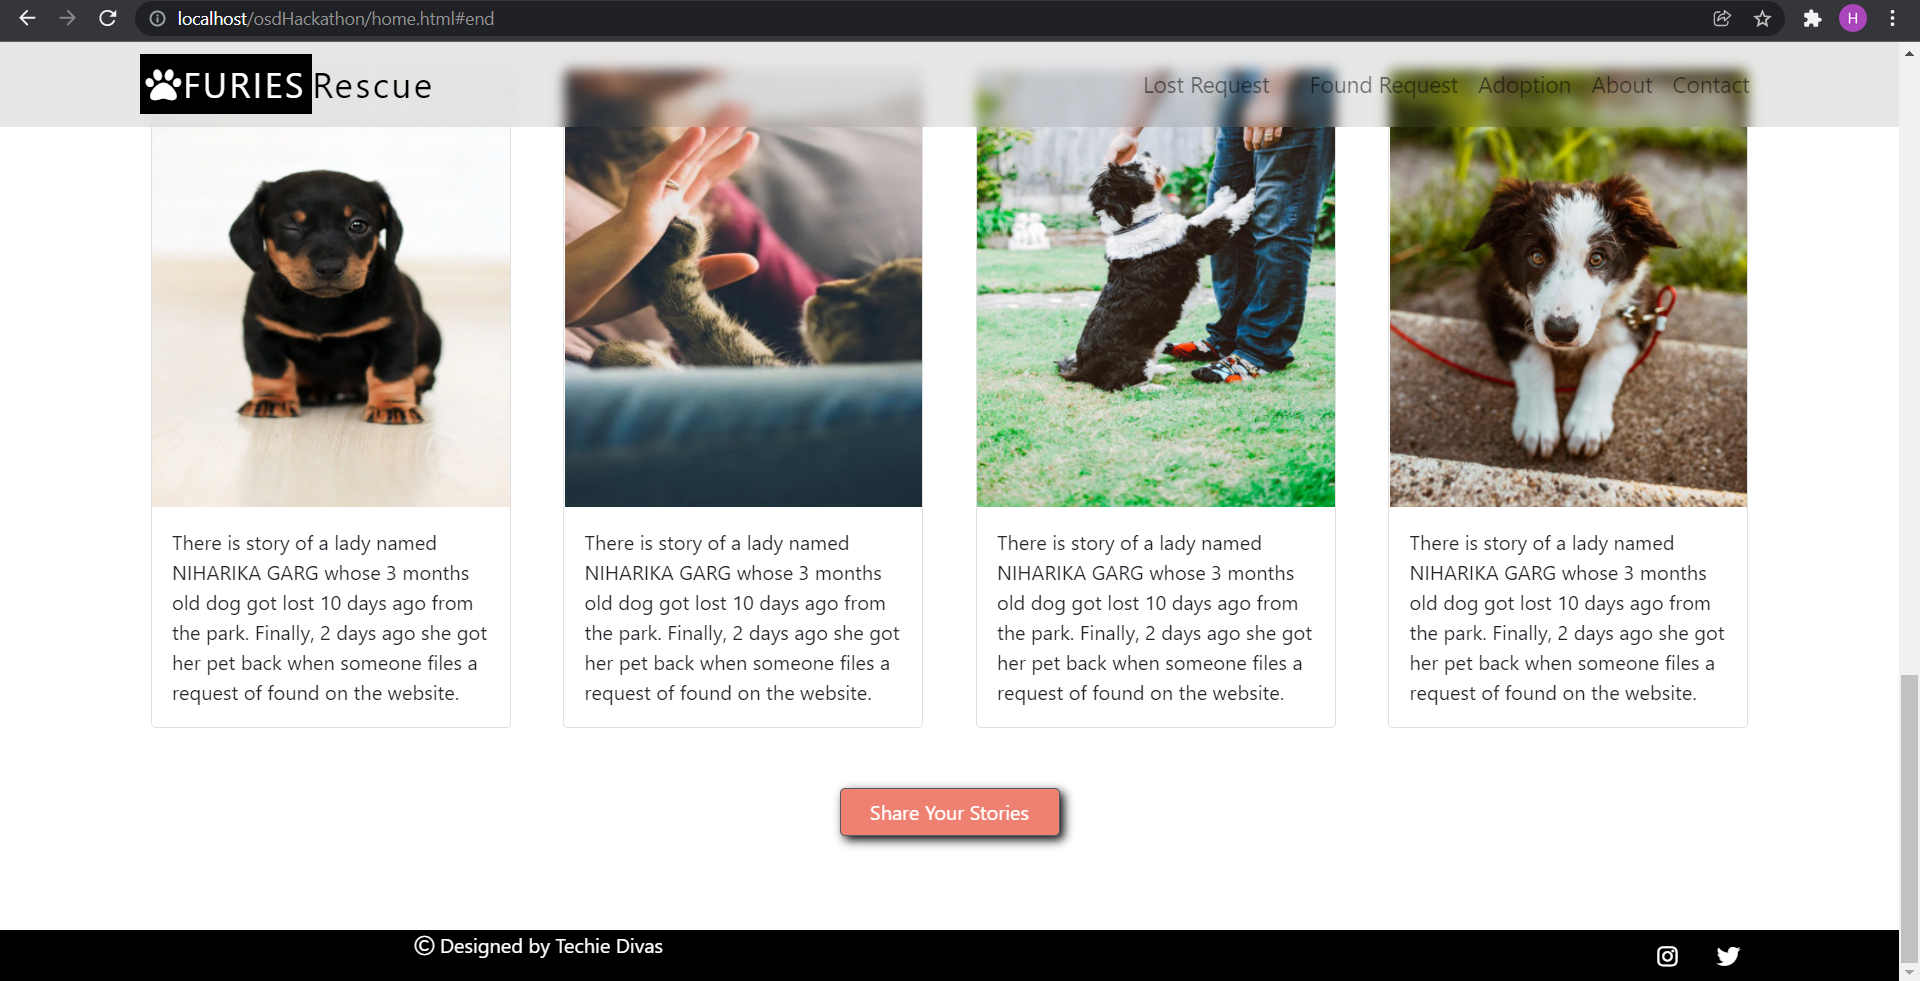 localhost/osdHackathon/home.html#end
H
FURIES Rescue
Lost Request Found Request Adoption About Contact
There is story of a lady named
NIHARIKA GARG whose 3 months
old dog got lost 10 days ago from
the park. Finally, 2 days ago she got
her pet back when someone files a
request of found on the website.
There is story of a lady named
NIHARIKA GARG whose 3 months
old dog got lost 10 days ago from
the park. Finally, 2 days ago she got
her pet back when someone files a
request of found on the website.
There is story of a lady named
NIHARIKA GARG whose 3 months
old dog got lost 10 days ago from
the park. Finally, 2 days ago she got
her pet back when someone files a
request of found on the website.
There is story of a lady named
NIHARIKA GARG whose 3 months
old dog got lost 10 days ago from
the park. Finally, 2 days ago she got
her pet back when someone files a
request of found on the website.
Share Your Stories
© Designed by Techie Divas